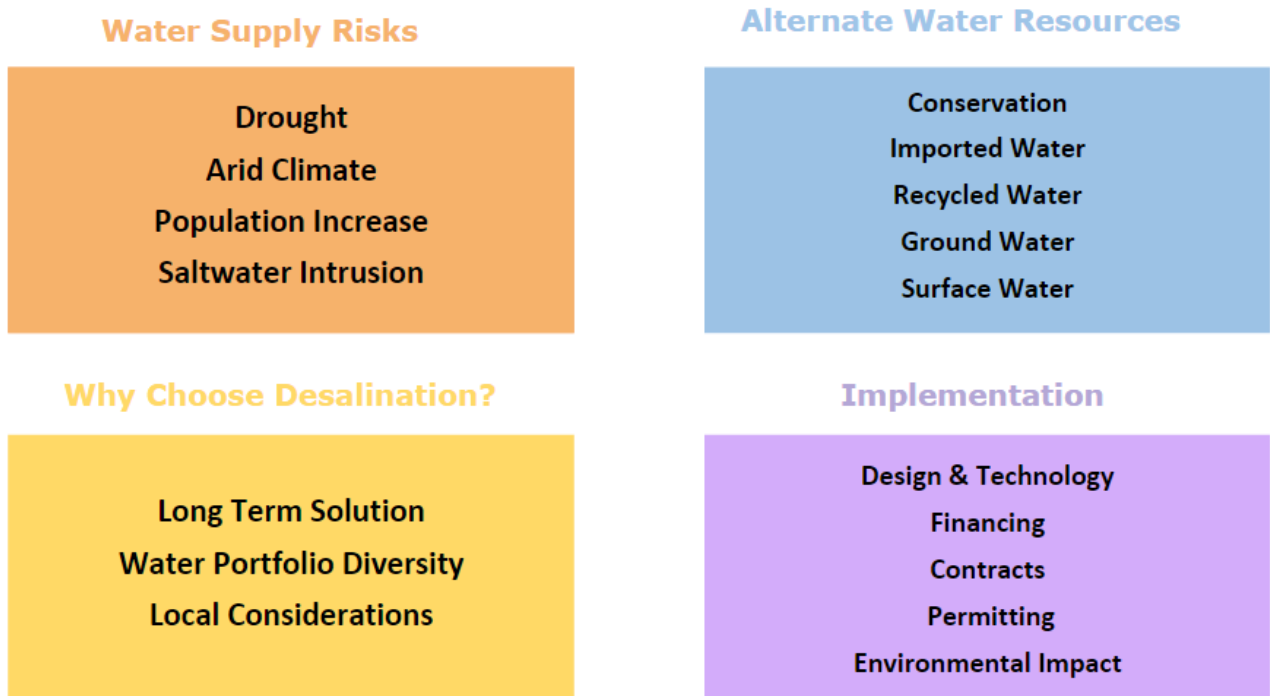 Water Supply Risks
Drought
Arid Climate
Population Increase
Saltwater Intrusion
Alternate Water Resources
Conservation
Imported Water
Recycled Water
Ground Water
Surface Water
Why Choose Desalination?
Long Term Solution
Water Portfolio Diversity
Local Considerations
Implementation
Design & Technology
Financing
Contracts
Permitting
Environmental Impact